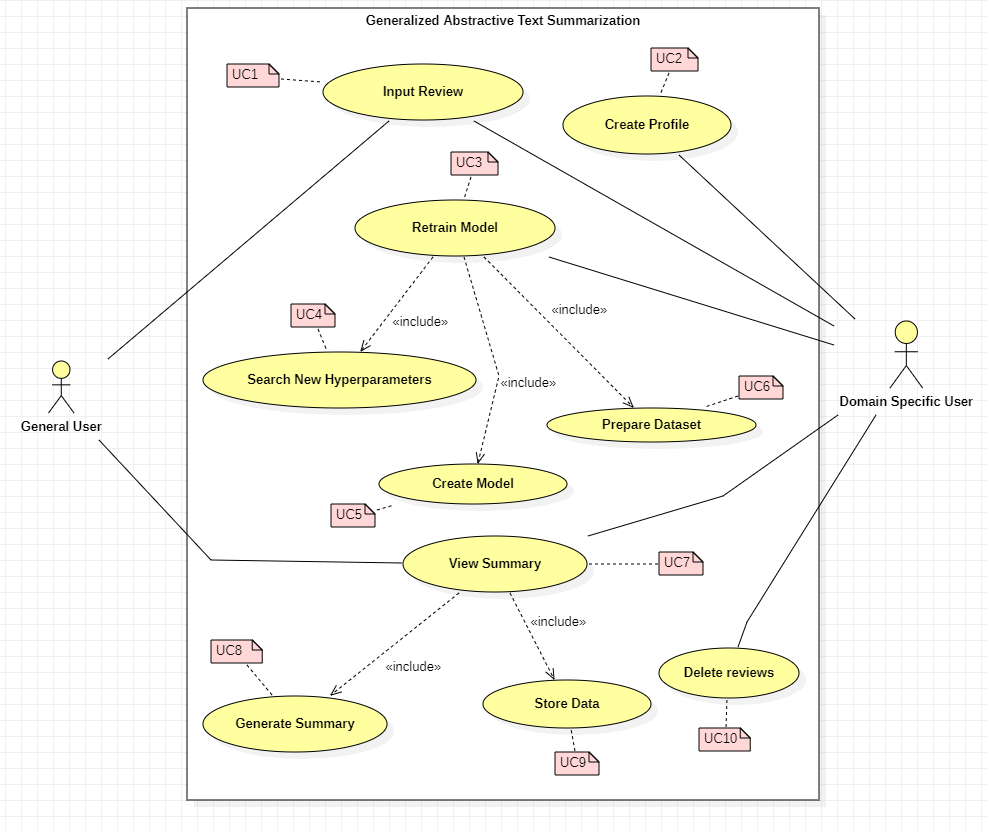 Generalized Abstractive Text Summarization
UC1
Input Review
UC2
Create Profile
UC3
Retrain Model
«include»
«include»
«include»
UC4
Search New Hyperparameters
UC6
Prepare Dataset
General User
Domain Specific User
Create Model
UC5
View Summary
UC7
«include»
«include»
UC8
Generate Summary
Store Data
UC9
Delete reviews
UC10